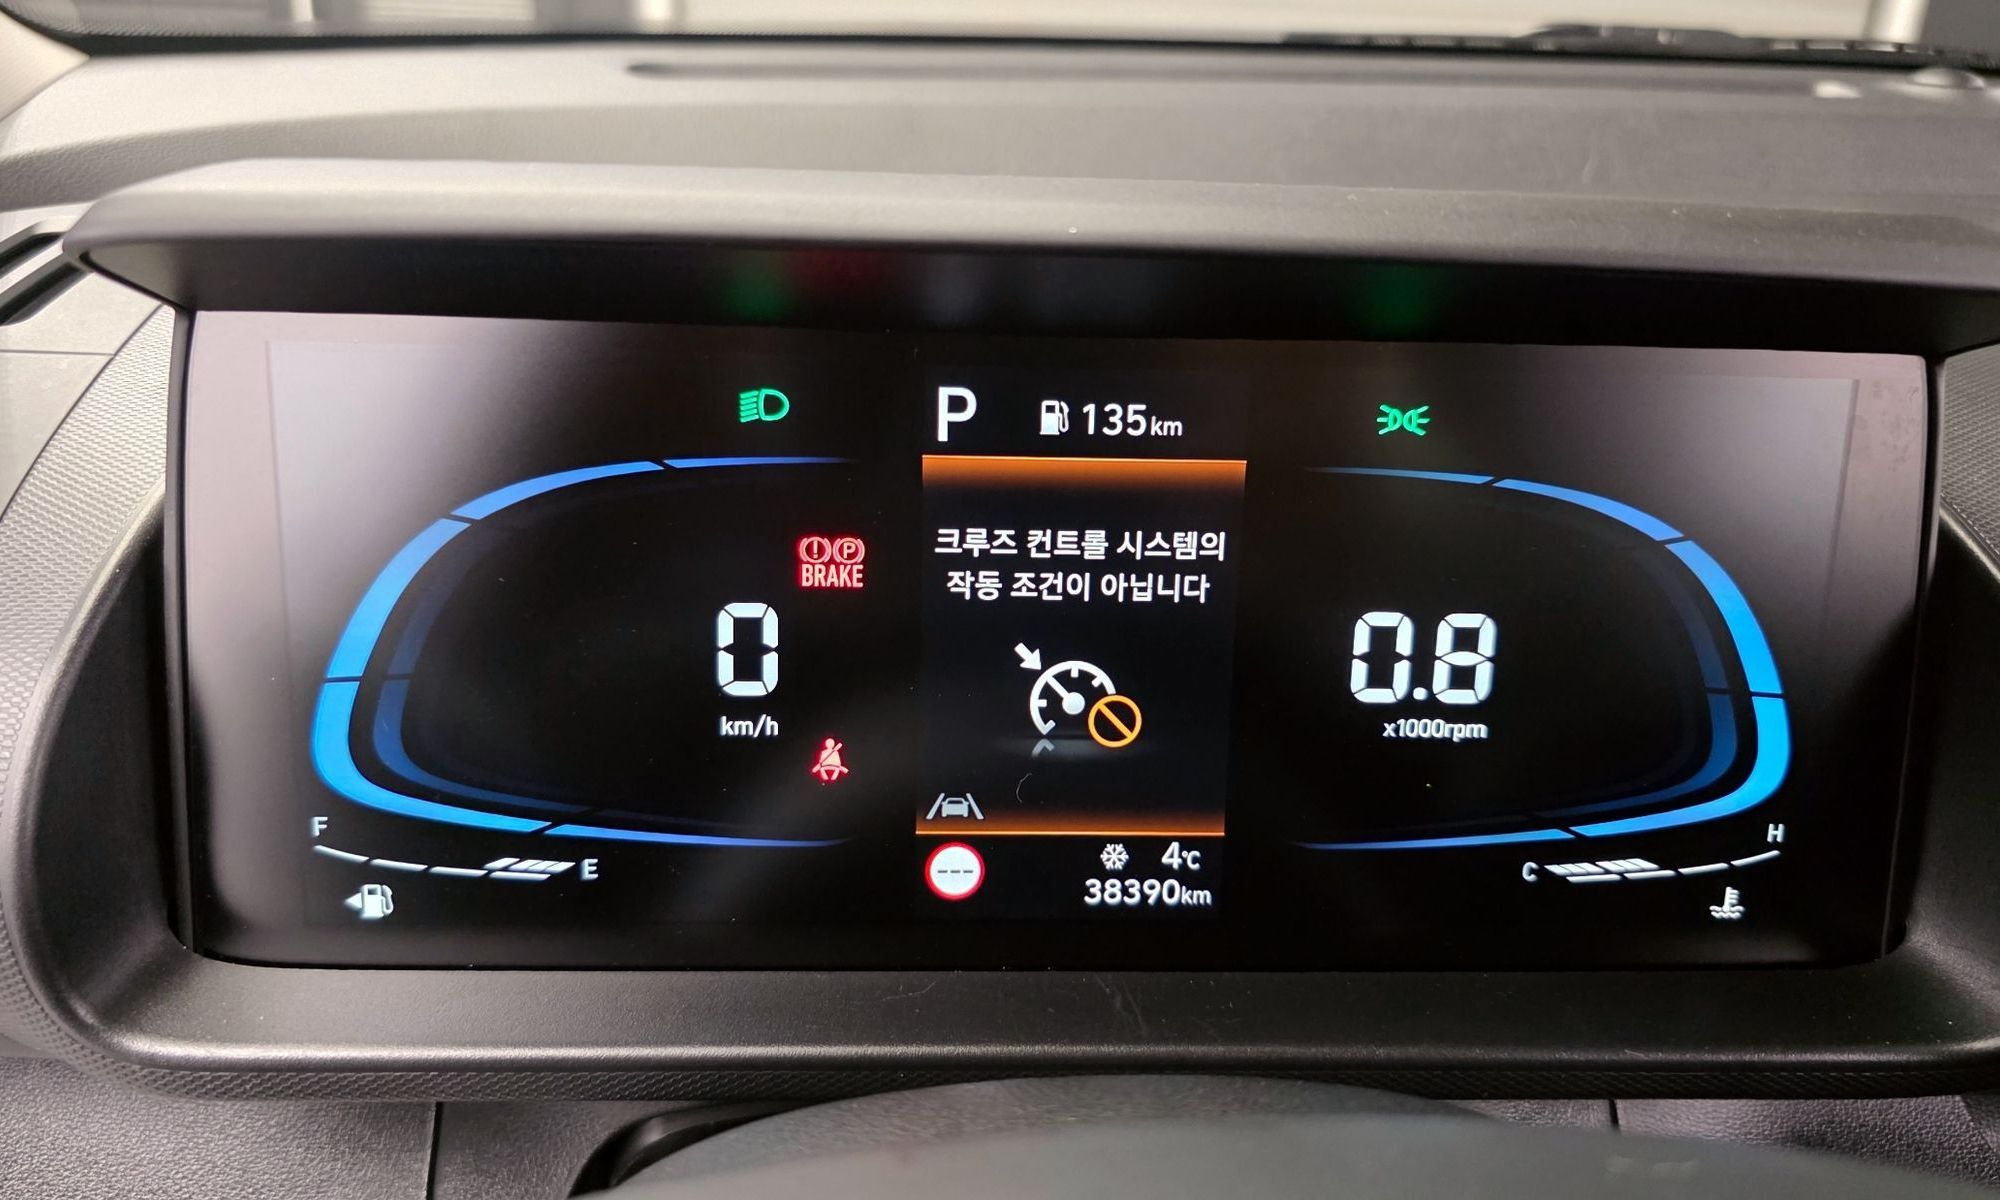 P 135km
크루즈 컨트롤 시스템의
작동 조건이 아닙니다
BRAKE
0
km/h
0.8
x1000rpm
F
E
C
H
---
4℃
38390km